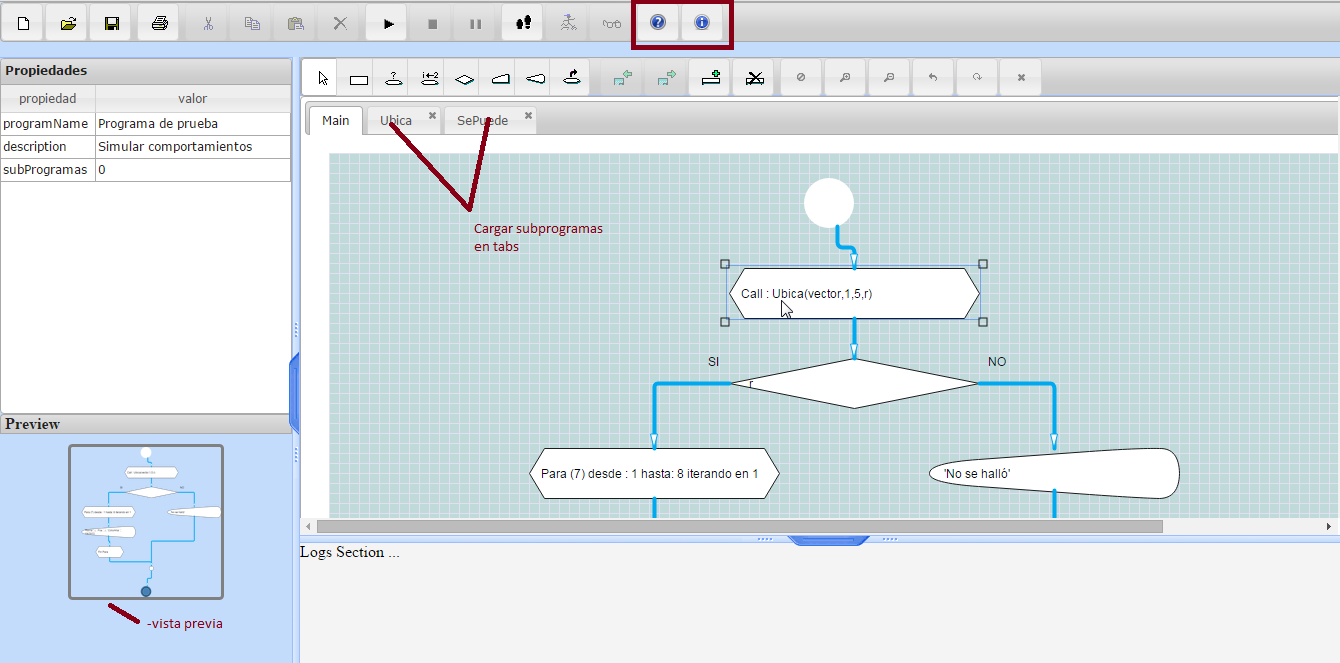 Propiedades
propiedad valor
programName Programa de prueba
description Simular comportamientos
subProgramas 0
Main Ubica SePuede
Cargar subprogramas
en tabs
Call : Ubica(vector,1,5,r)
SI NO
r
Para (7) desde : 1 hasta: 8 iterando en 1
'No se halló'
Preview
-vista previa
Logs Section ...